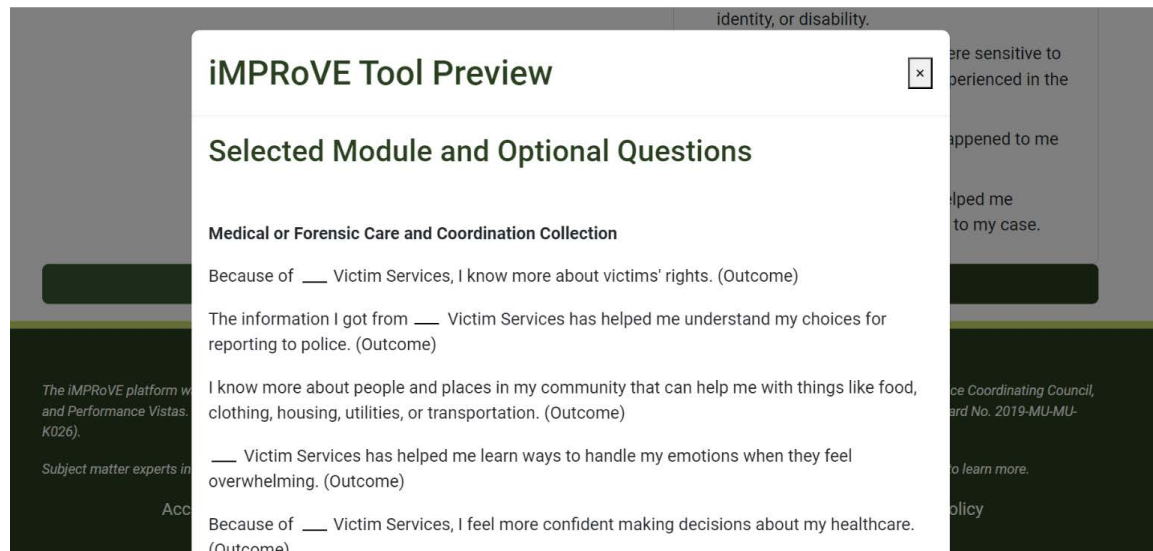 identity, or disability.
ere sensitive to
perienced in the
appened to me
elped me
to my case.
iMPRoVE Tool Preview
×
Selected Module and Optional Questions
Medical or Forensic Care and Coordination Collection
Because of ___ Victim Services, I know more about victims' rights. (Outcome)
The information I got from ___ Victim Services has helped me understand my choices for
reporting to police. (Outcome)
I know more about people and places in my community that can help me with things like food,
clothing, housing, utilities, or transportation. (Outcome)
___ Victim Services has helped me learn ways to handle my emotions when they feel
overwhelming. (Outcome)
Because of ___ Victim Services, I feel more confident making decisions about my healthcare.
(Outcome)
The iMPRoVE platform w
ce Coordinating Council,
and Performance Vistas.
ard No. 2019-MU-MU-
K026).
Subject matter experts in
to learn more.
Acc
olicy